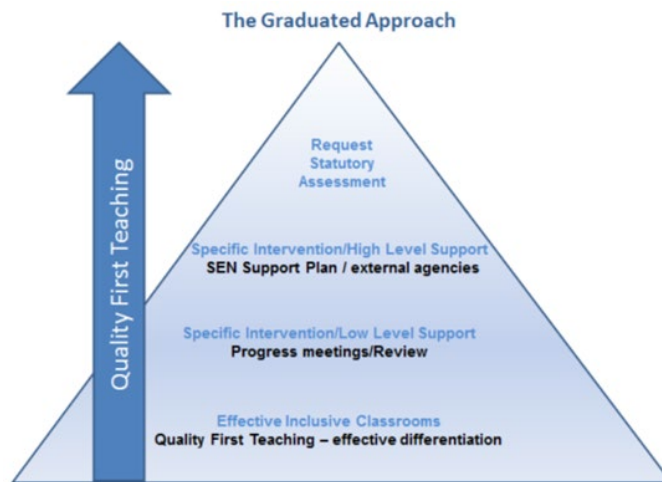 The Graduated Approach
Quality First Teaching
Request
Statutory
Assessment
Specific Intervention/High Level Support
SEN Support Plan / external agencies
Specific Intervention/Low Level Support
Progress meetings/Review
Effective Inclusive Classrooms
Quality First Teaching – effective differentiation